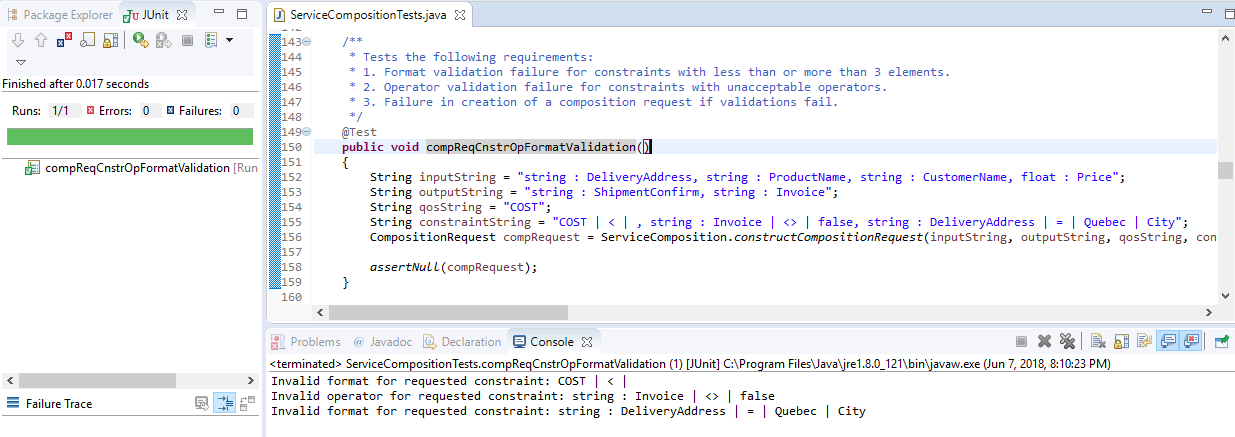 Package Explorer JUnit
Finished after 0.017 seconds
Runs: 1/1 Errors: 0 Failures: 0
compReqCnstrOpFormatValidation [Run
Failure Trace
ServiceCompositionTests.java
143 /**
144 * Tests the following requirements:
145 * 1. Format validation failure for constraints with less than or more than 3 elements.
146 * 2. Operator validation failure for constraints with unacceptable operators.
147 * 3. Failure in creation of a composition request if validations fail.
148 */
149 @Test
150 public void compReqCnstrOpFormatValidation()
151 {
152 String inputString = "string : DeliveryAddress, string : ProductName, string : CustomerName, float : Price";
153 String outputString = "string : ShipmentConfirm, string : Invoice";
154 String qosString = "COST";
155 String constraintString = "COST | < | , string : Invoice | <> | false, string : DeliveryAddress | = | Quebec | City";
156 CompositionRequest compRequest = ServiceComposition.constructCompositionRequest(inputString, outputString, qosString, con
157
158 assertNull(compRequest);
159 }
160
Problems @ Javadoc Declaration Console
<terminated> ServiceCompositionTests.compReqCnstrOpFormatValidation (1) [JUnit] C:\Program Files\Java\jre1.8.0_121\bin\javaw.exe (Jun 7, 2018, 8:10:23 PM)
Invalid format for requested constraint: COST | < |
Invalid operator for requested constraint: string : Invoice | <> | false
Invalid format for requested constraint: string : DeliveryAddress | = | Quebec | City